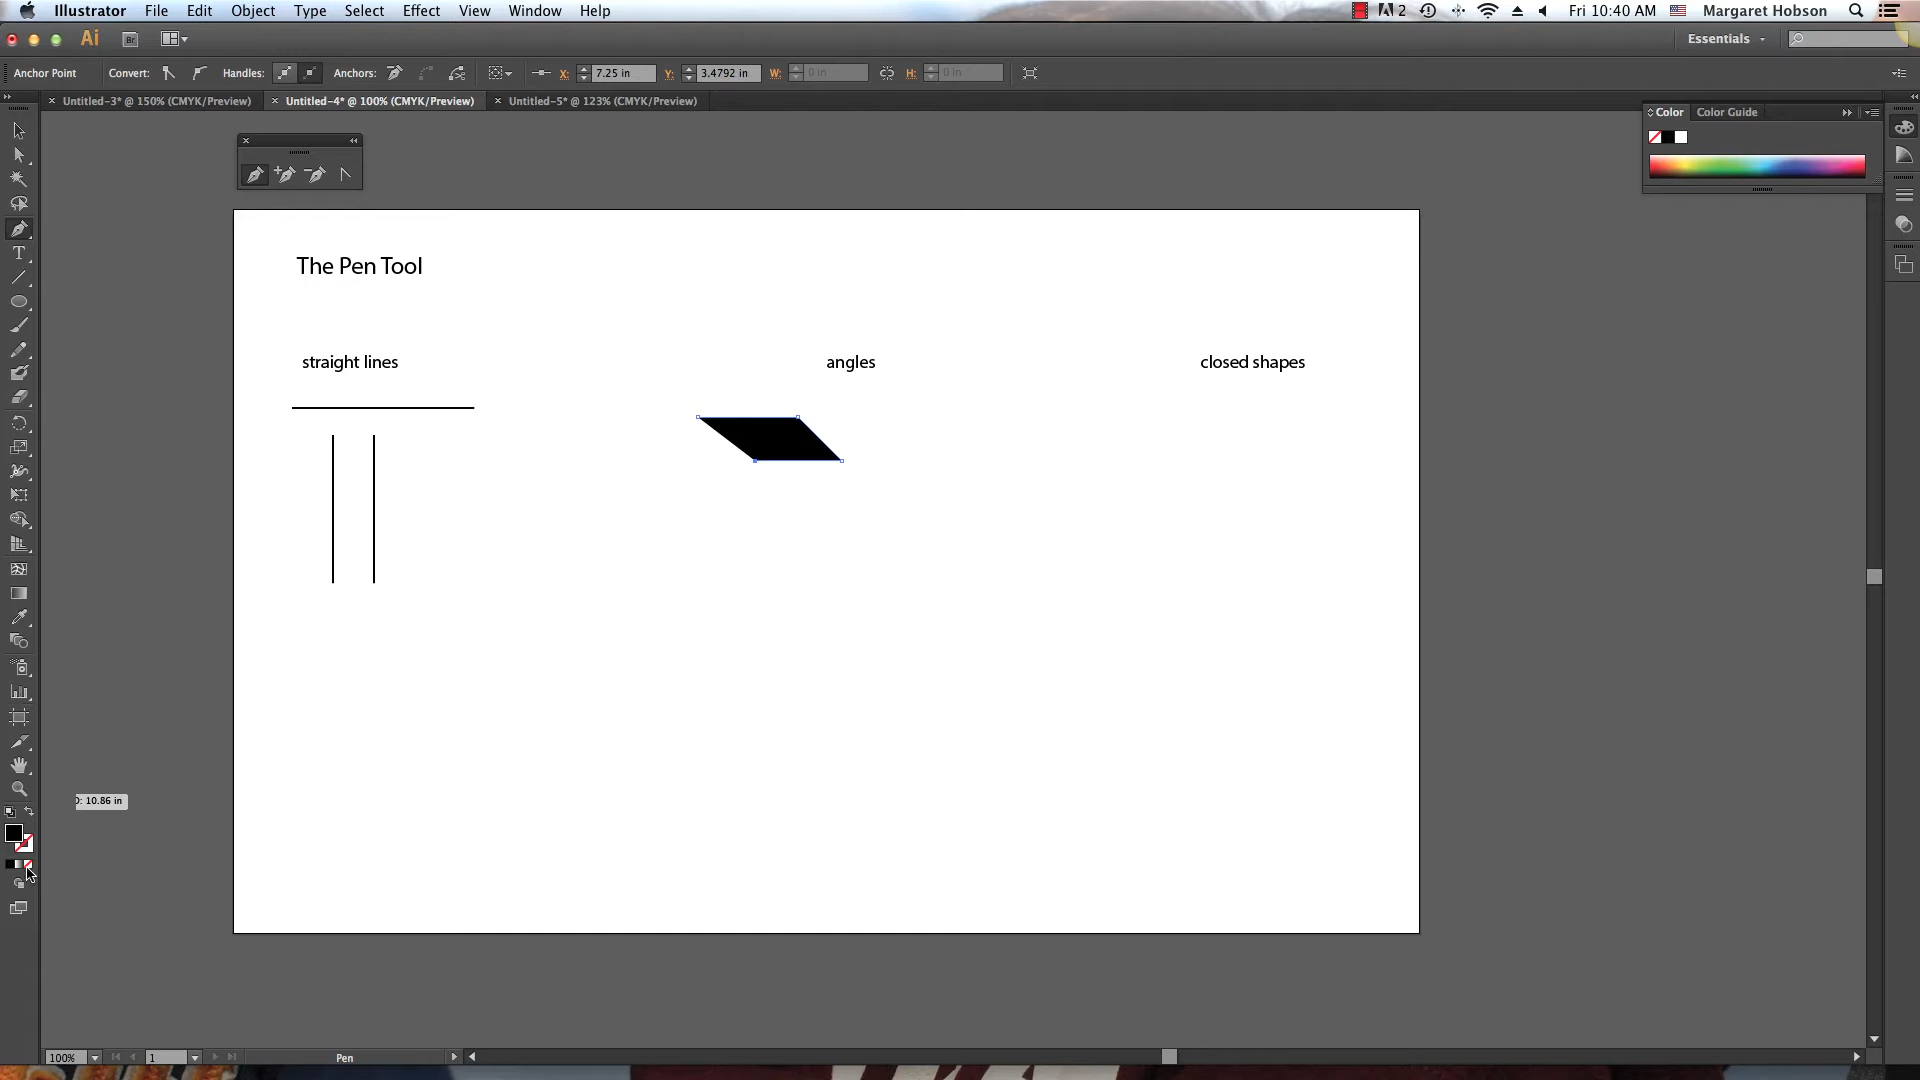 Illustrator File Edit Object Type Select Effect View Window Help
2 Fri 10:40 AM Margaret Hobson
Ai Br Essentials
Anchor Point Convert: Handles: Anchors: X: 7.25 in Y: 3.4792 in W: 0 in H: 0 in
Untitled-3* @ 150% (CMYK/Preview) Untitled-4* @ 100% (CMYK/Preview) Untitled-5* @ 123% (CMYK/Preview)
Color Color Guide
The Pen Tool
straight lines angles closed shapes
T
: 10.86 in
100% 1 Pen